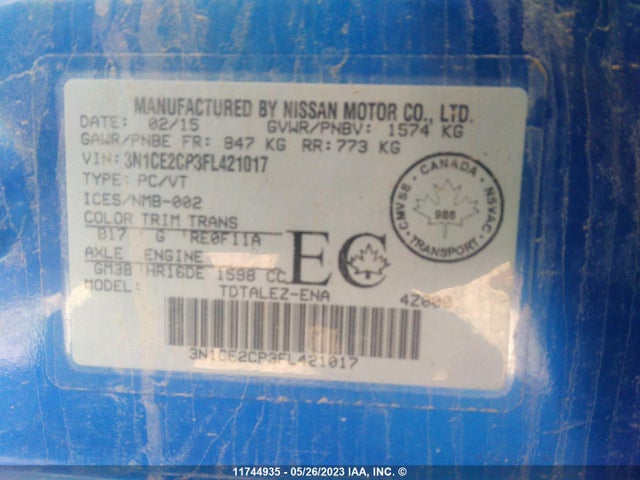 MANUFACTURED BY NISSAN MOTOR CO., LTD.
DATE: 02/15 GVWR/PNBV: 1574 KG
GAWR/PNBE FR: 947 KG RR: 773 KG
VIN: 3N1CE2CP3FL421017
TYPE: PC/VT
ICES/NMB-002
COLOR TRIM TRANS
B17 G RE0F11A
AXLE ENGINE
GM38 HR16DE 1598 CC
MODEL: TDTALEZ-ENA 4Z000
EC
CANADA
CMVSS NSVAC
986
TRANSPORT
3N1CE2CP3FL421017
11744935 - 05/26/2023 IAA, INC. ©